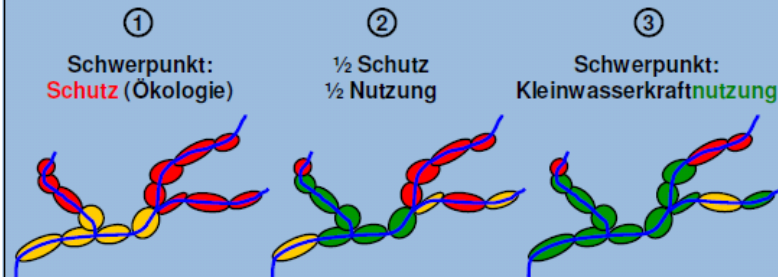 1
Schwerpunkt:
Schutz (Ökologie)
2
½ Schutz
½ Nutzung
3
Schwerpunkt:
Kleinwasserkraftnutzung